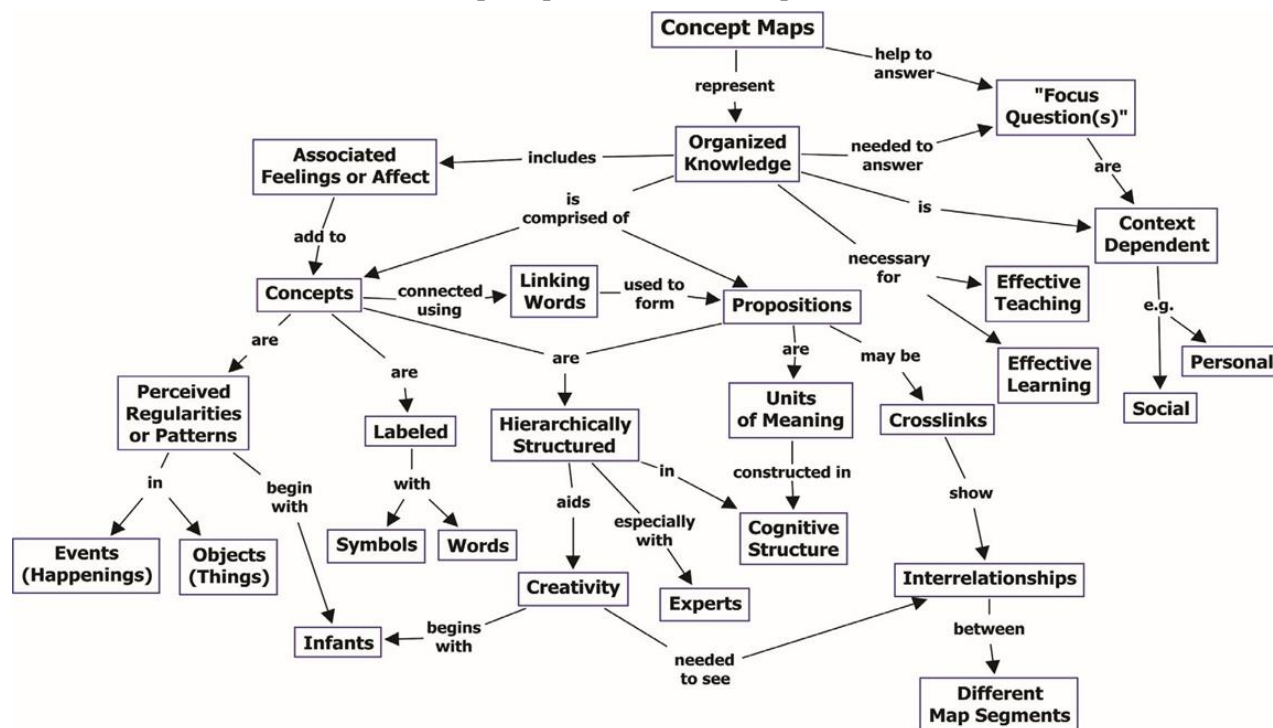 Concept Maps
help to
answer
represent
"Focus
Question(s)"
Associated
Feelings or Affect
includes
Organized
Knowledge
needed to
answer
are
is
comprised of
is
Context
Dependent
add to
necessary
for
Concepts
connected
using
Linking
Words
used to
form
Propositions
Effective
Teaching
e.g.
are
are
are
are
may be
Effective
Learning
Personal
Perceived
Regularities
or Patterns
Labeled
Hierarchically
Structured
Units
of Meaning
Crosslinks
Social
in
begin
with
with
aids
in
constructed in
show
especially
with
Events
(Happenings)
Objects
(Things)
Symbols
Words
Cognitive
Structure
Creativity
Experts
Interrelationships
Infants
begins
with
needed
to see
between
Different
Map Segments